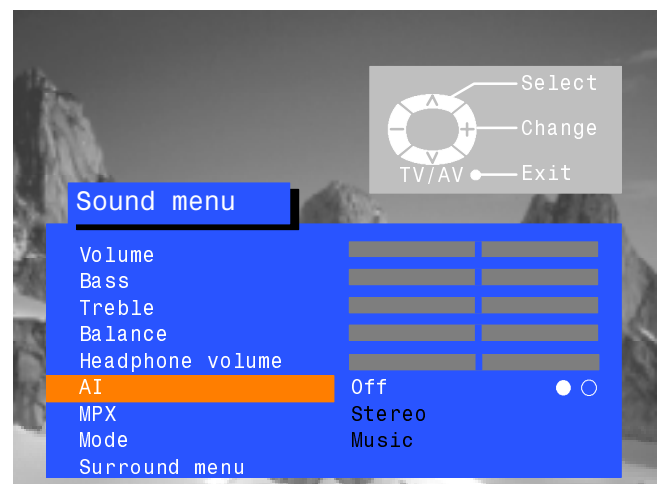 Select
Change
TV/AV Exit
Sound menu
Volume
Bass
Treble
Balance
Headphone volume
AI Off
MPX Stereo
Mode Music
Surround menu